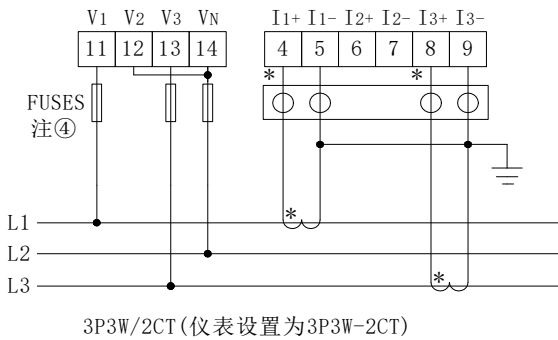 V1 V2 V3 VN I1+ I1- I2+ I2- I3+ I3-
11 12 13 14 4 5 6 7 8 9
* *
FUSES
注④
*
L1
L2
*
L3
3P3W/2CT(仪表设置为3P3W-2CT)